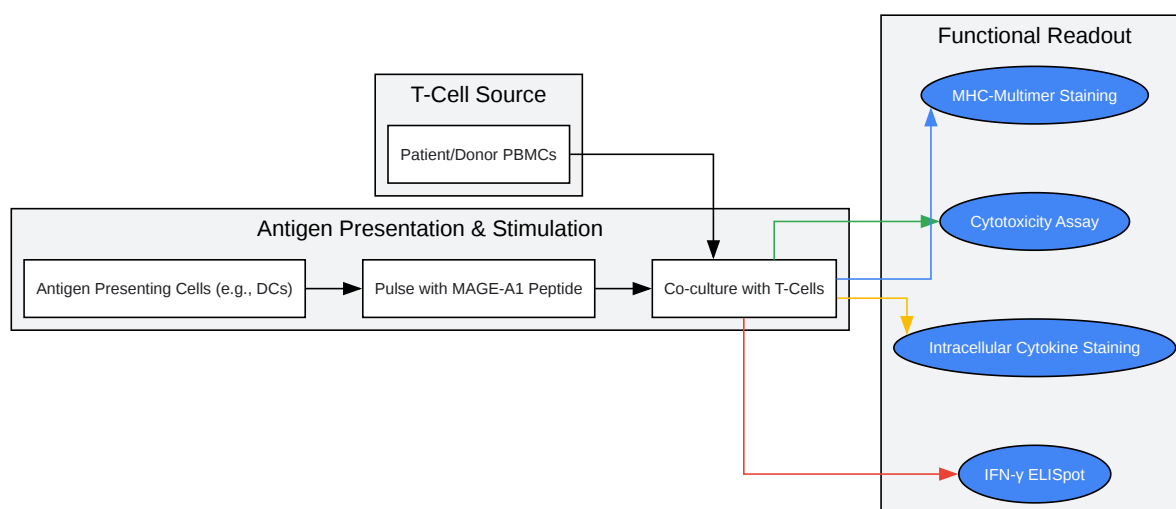 Functional Readout
MHC-Multimer Staining
T-Cell Source
Patient/Donor PBMCs
Antigen Presentation & Stimulation
Cytotoxicity Assay
Antigen Presenting Cells (e.g., DCs)
Pulse with MAGE-A1 Peptide
Co-culture with T-Cells
Intracellular Cytokine Staining
IFN-γ ELISpot